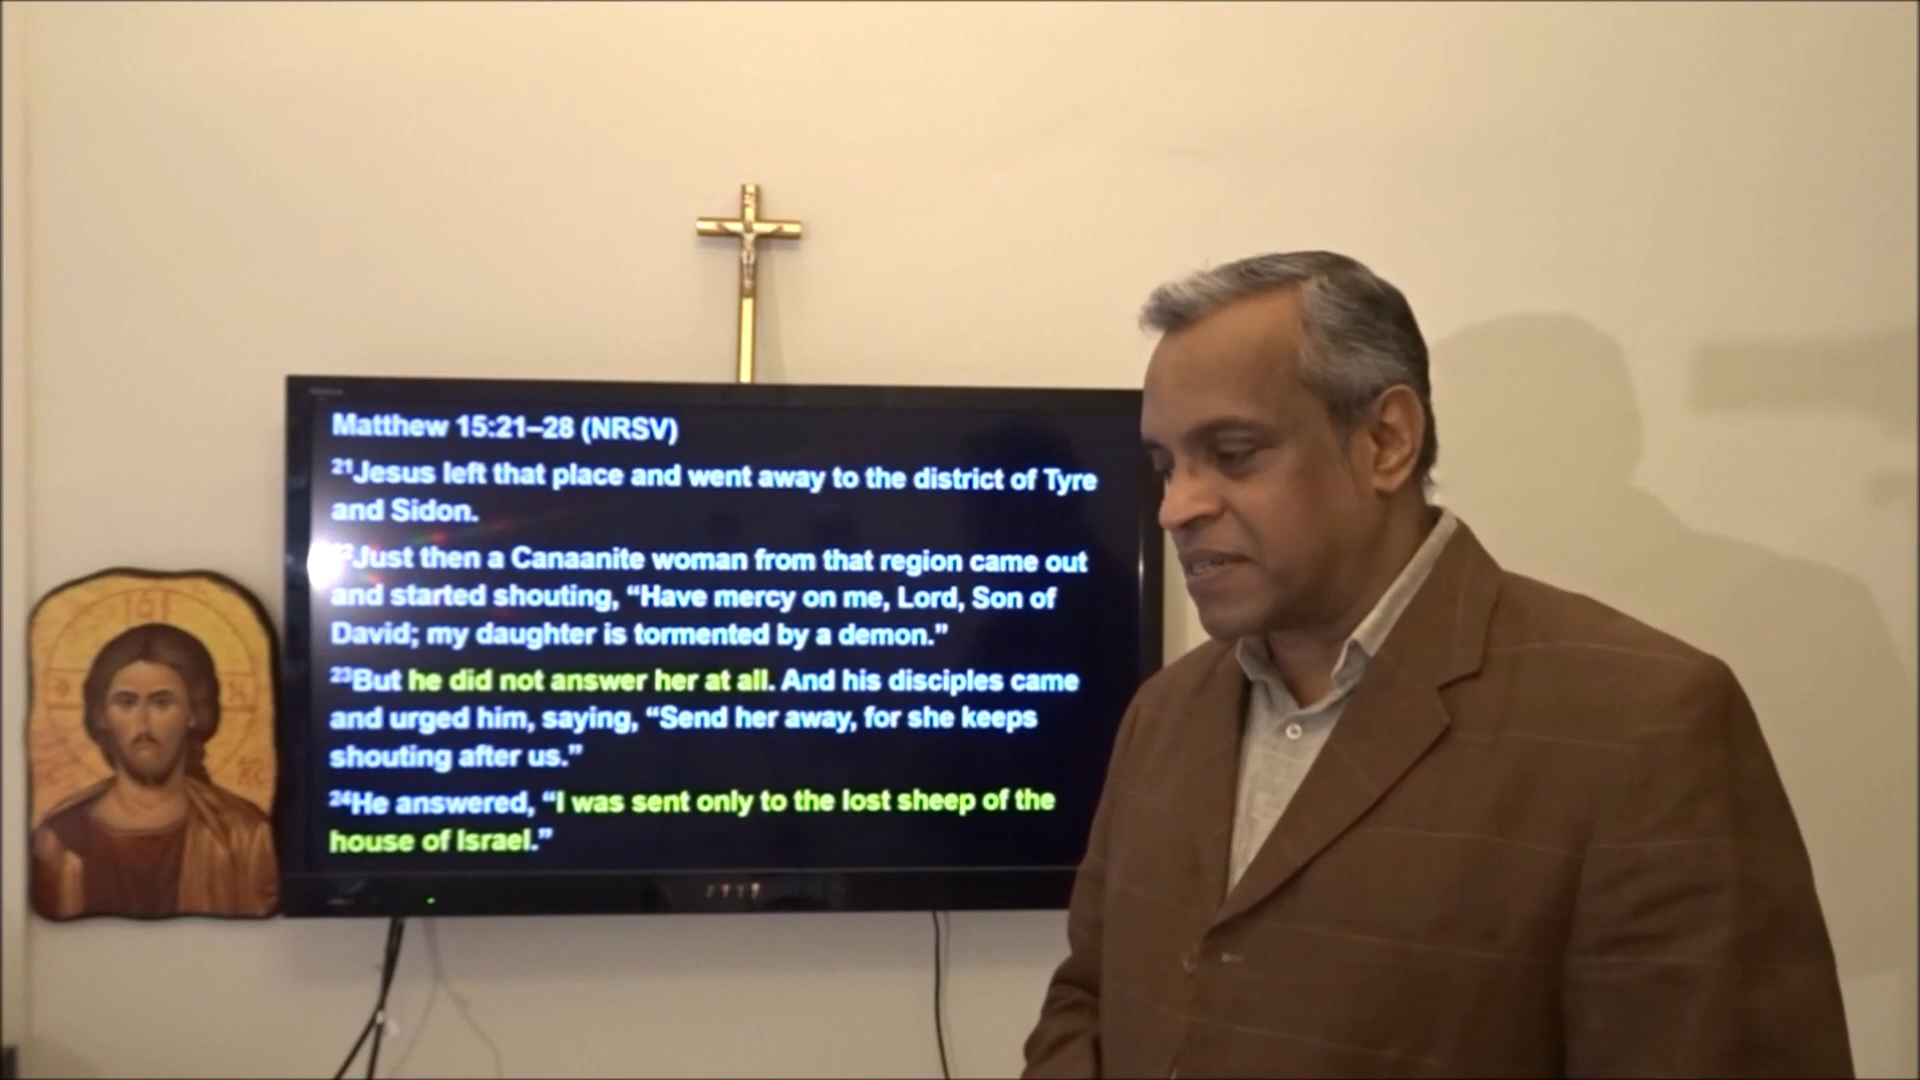 Matthew 15:21–28 (NRSV)
²¹Jesus left that place and went away to the district of Tyre
and Sidon.
Just then a Canaanite woman from that region came out
and started shouting, “Have mercy on me, Lord, Son of
David; my daughter is tormented by a demon.”
²³But he did not answer her at all. And his disciples came
and urged him, saying, “Send her away, for she keeps
shouting after us.”
²⁴He answered, “I was sent only to the lost sheep of the
house of Israel.”